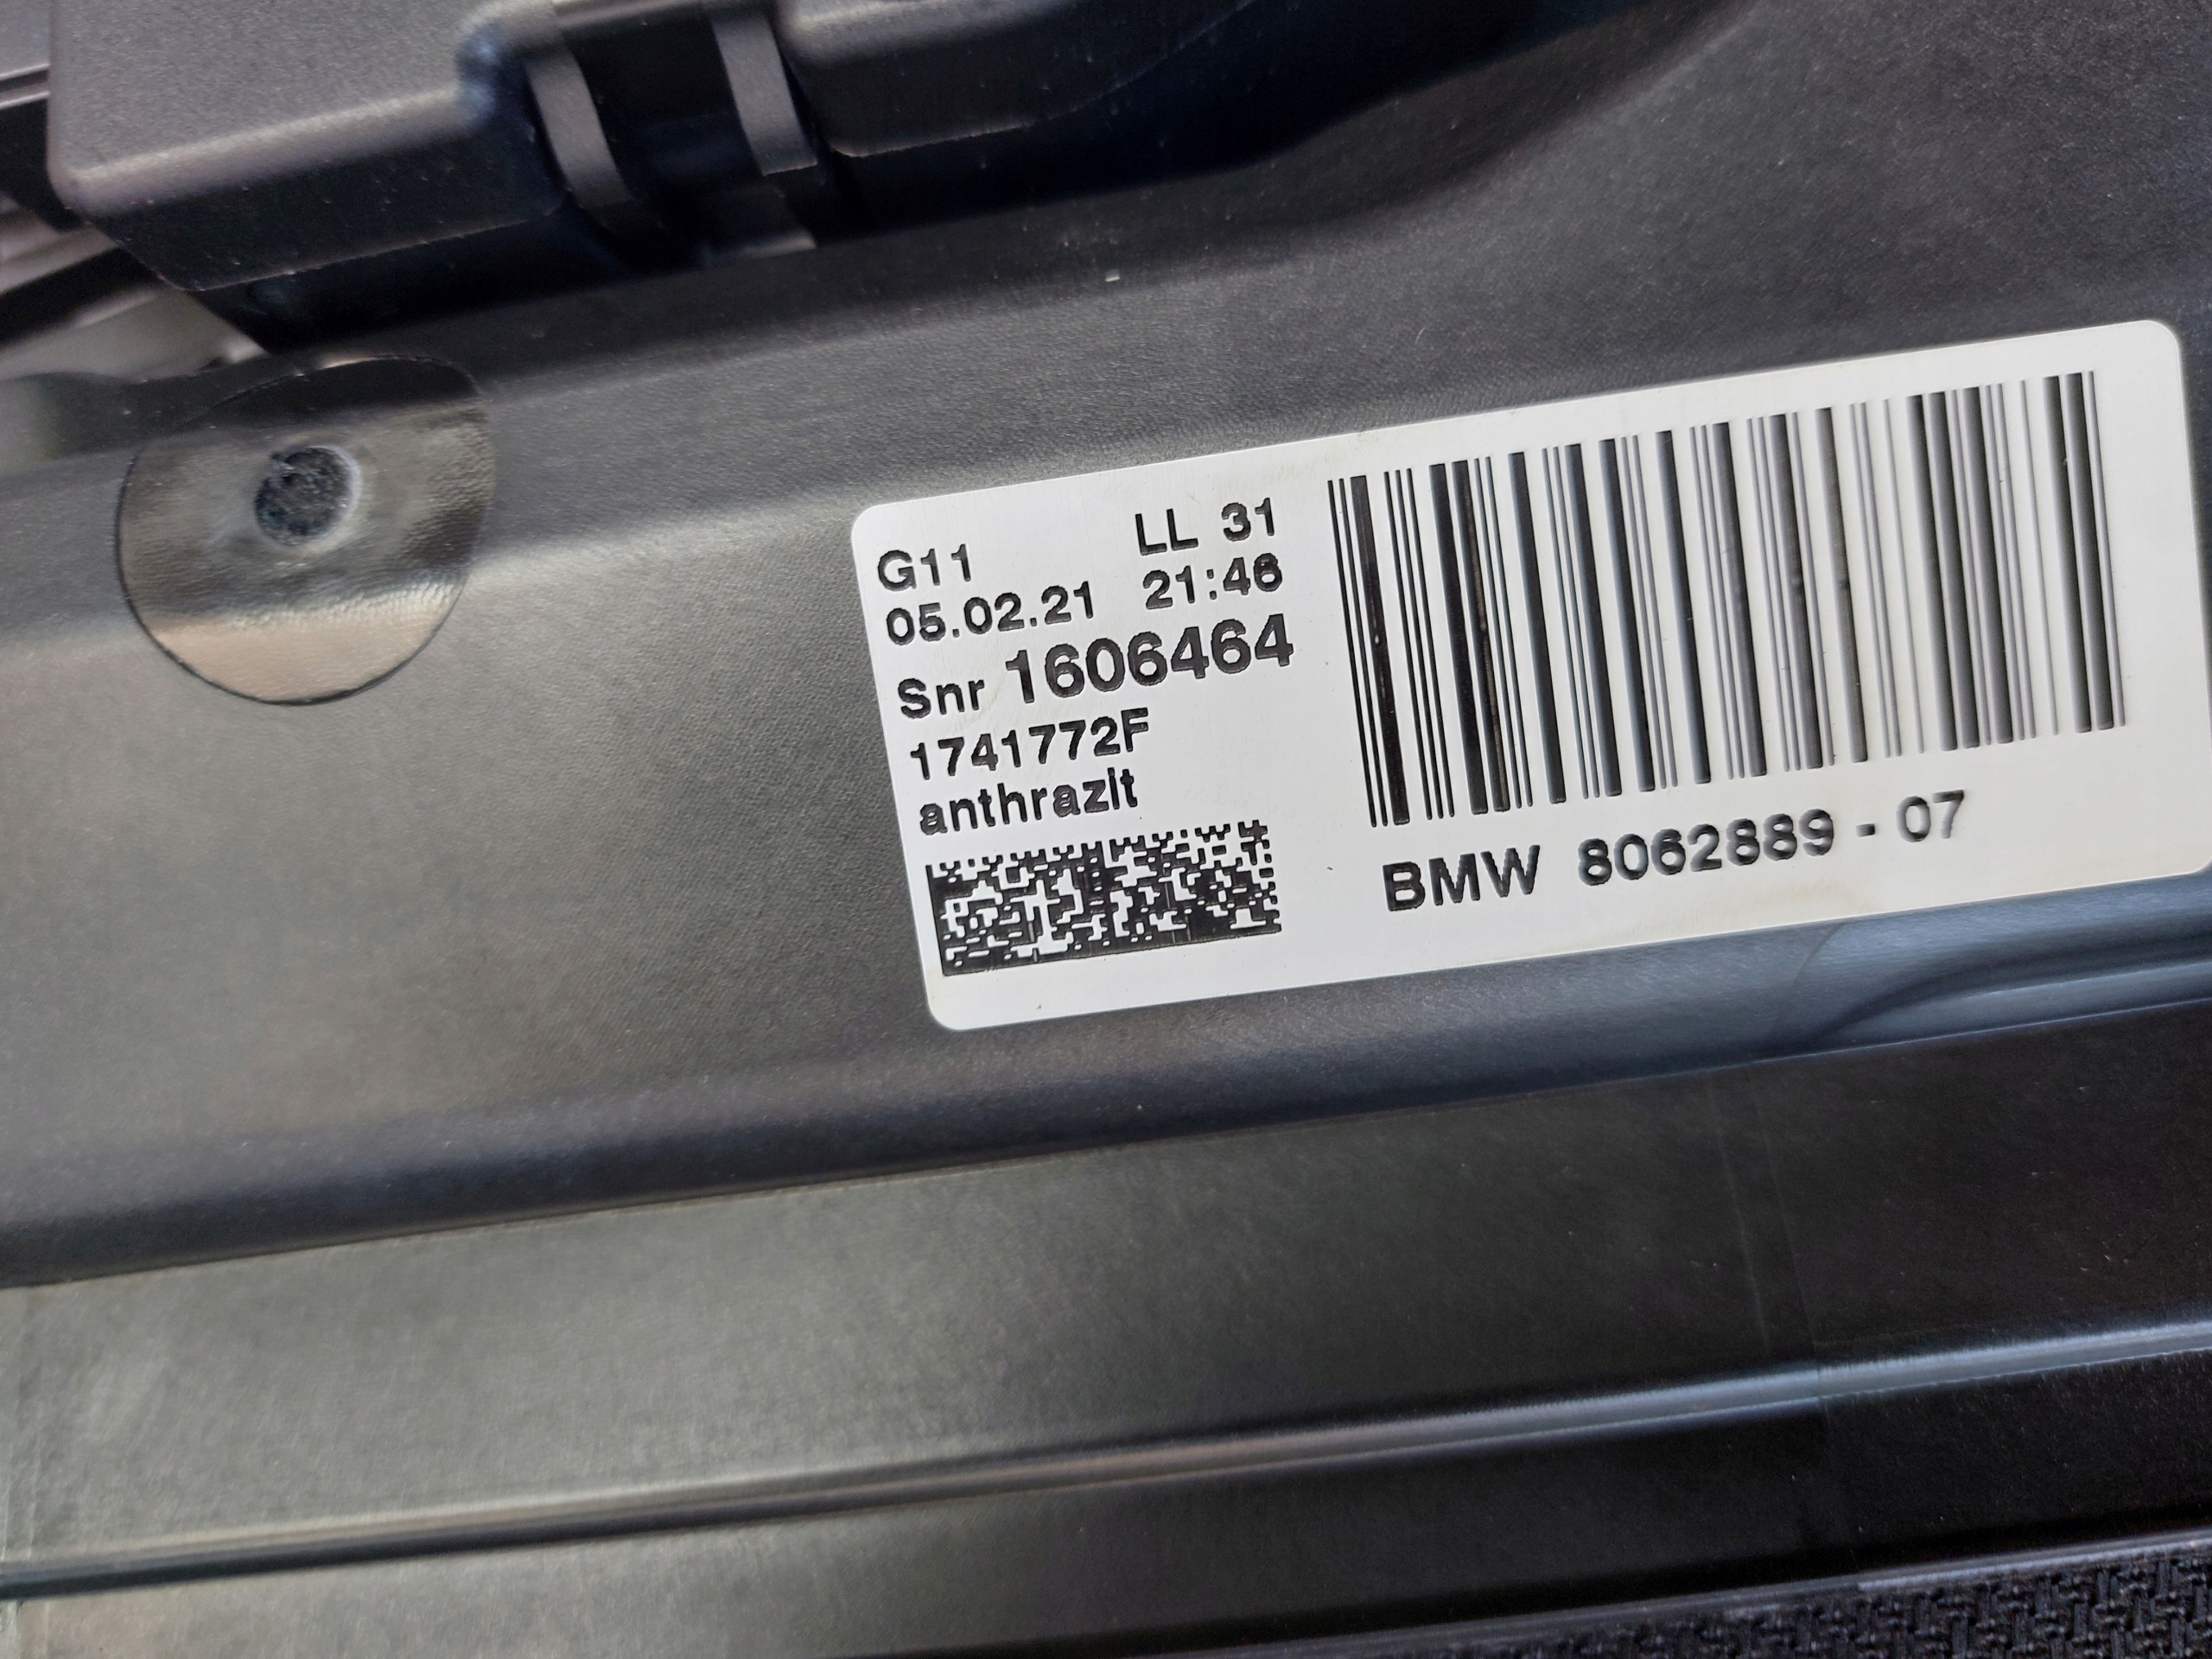 G11 LL 31
05.02.21 21:46
Snr 1606464
1741772F
anthrazit
BMW 8062889 - 07